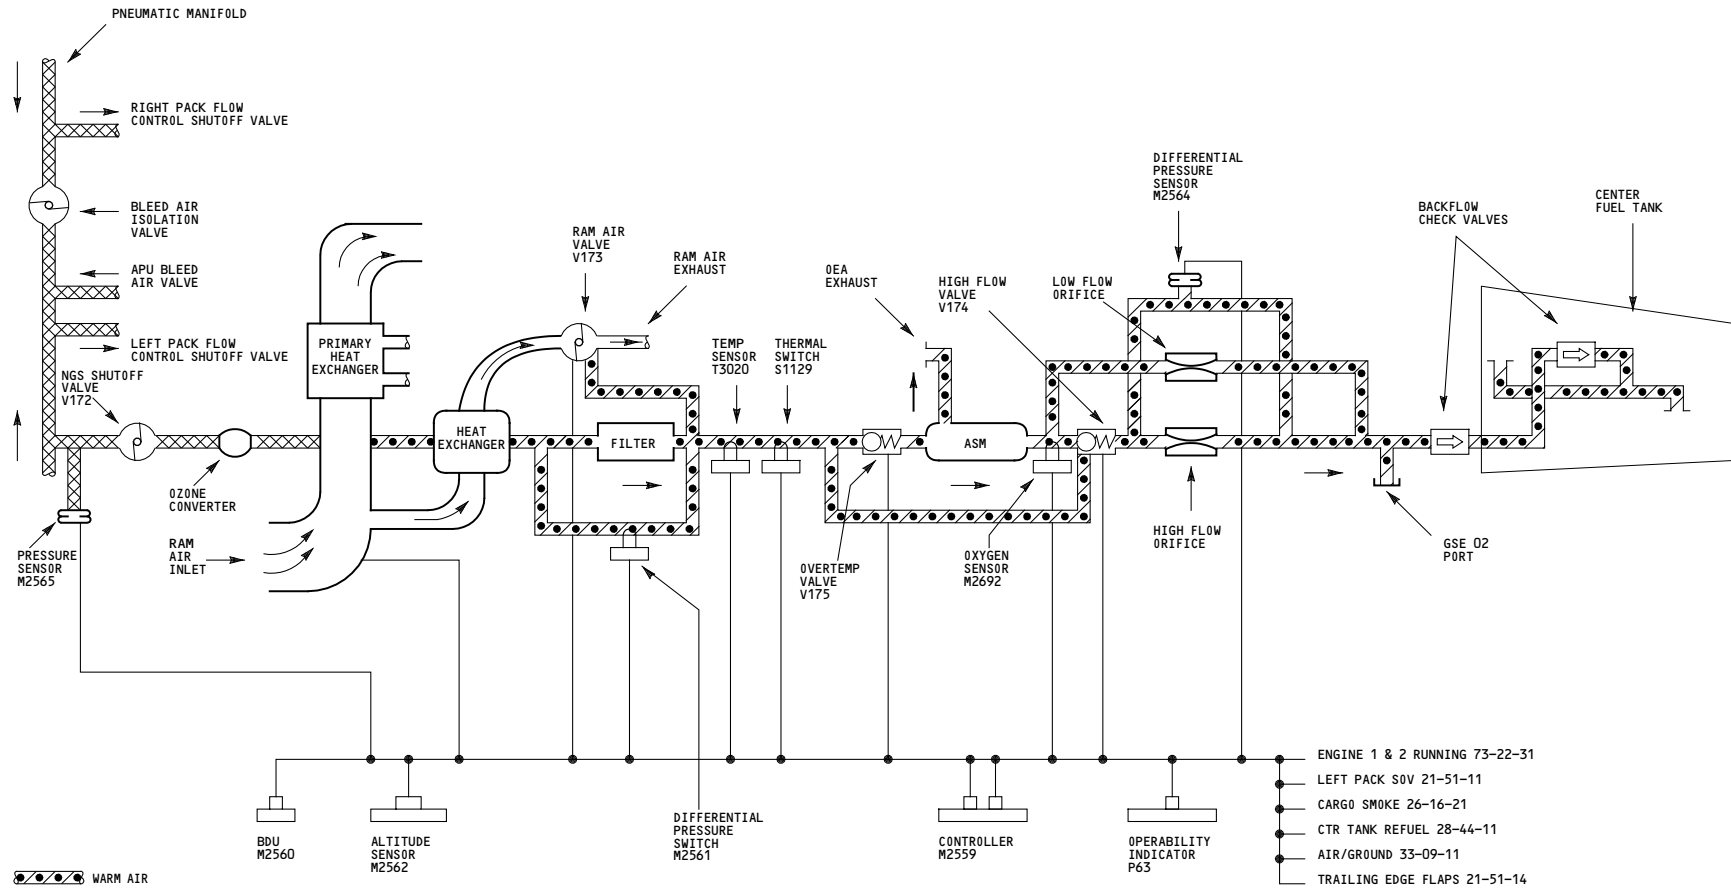 PNEUMATIC MANIFOLD
RIGHT PACK FLOW
CONTROL SHUTOFF VALVE
BLEED AIR
ISOLATION
VALVE
APU BLEED
AIR VALVE
LEFT PACK FLOW
CONTROL SHUTOFF VALVE
NGS SHUTOFF
VALVE
V172
OZONE
CONVERTER
PRESSURE
SENSOR
M2565
RAM
AIR
INLET
PRIMARY
HEAT
EXCHANGER
HEAT
EXCHANGER
RAM AIR
VALVE
V173
RAM AIR
EXHAUST
FILTER
TEMP
SENSOR
T3020
THERMAL
SWITCH
S1129
OEA
EXHAUST
HIGH FLOW
VALVE
V174
LOW FLOW
ORIFICE
DIFFERENTIAL
PRESSURE
SENSOR
M2564
BACKFLOW
CHECK VALVES
CENTER
FUEL TANK
ASM
OVERTEMP
VALVE
V175
OXYGEN
SENSOR
M2692
HIGH FLOW
ORIFICE
GSE O2
PORT
BDU
M2560
ALTITUDE
SENSOR
M2562
DIFFERENTIAL
PRESSURE
SWITCH
M2561
CONTROLLER
M2559
OPERABILITY
INDICATOR
P63
ENGINE 1 & 2 RUNNING 73-22-31
LEFT PACK SOV 21-51-11
CARGO SMOKE 26-16-21
CTR TANK REFUEL 28-44-11
AIR/GROUND 33-09-11
TRAILING EDGE FLAPS 21-51-14
WARM AIR